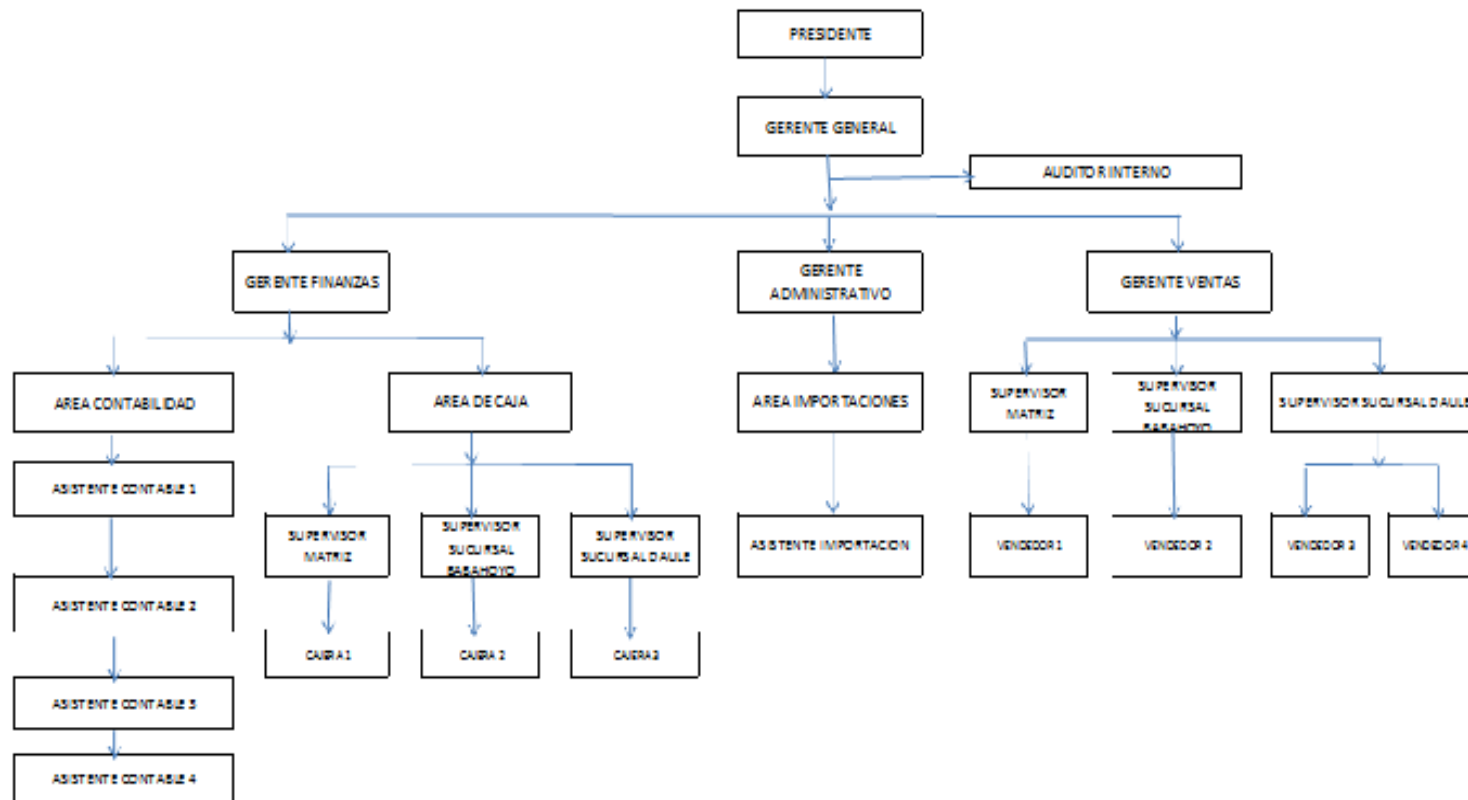 PRESIDENTE
GERENTE GENERAL
AUDITOR INTERNO
GERENTE FINANZAS
GERENTE
ADMINISTRATIVO
GERENTE VENTAS
AREA CONTABILIDAD
AREA DE CAJA
AREA IMPORTACIONES
SUPERVISOR
MATRIZ
SUPERVISOR
SUCURSAL
BABAHOYO
SUPERVISOR SUCURSAL DAULE
ASISTENTE CONTABLE 1
SUPERVISOR
MATRIZ
SUPERVISOR
SUCURSAL
BABAHOYO
SUPERVISOR
SUCURSAL DAULE
ASISTENTE IMPORTACION
VENDEDOR 1
VENDEDOR 2
VENDEDOR 3
VENDEDOR 4
ASISTENTE CONTABLE 2
CAJERA 1
CAJERA 2
CAJERA 3
ASISTENTE CONTABLE 3
ASISTENTE CONTABLE 4